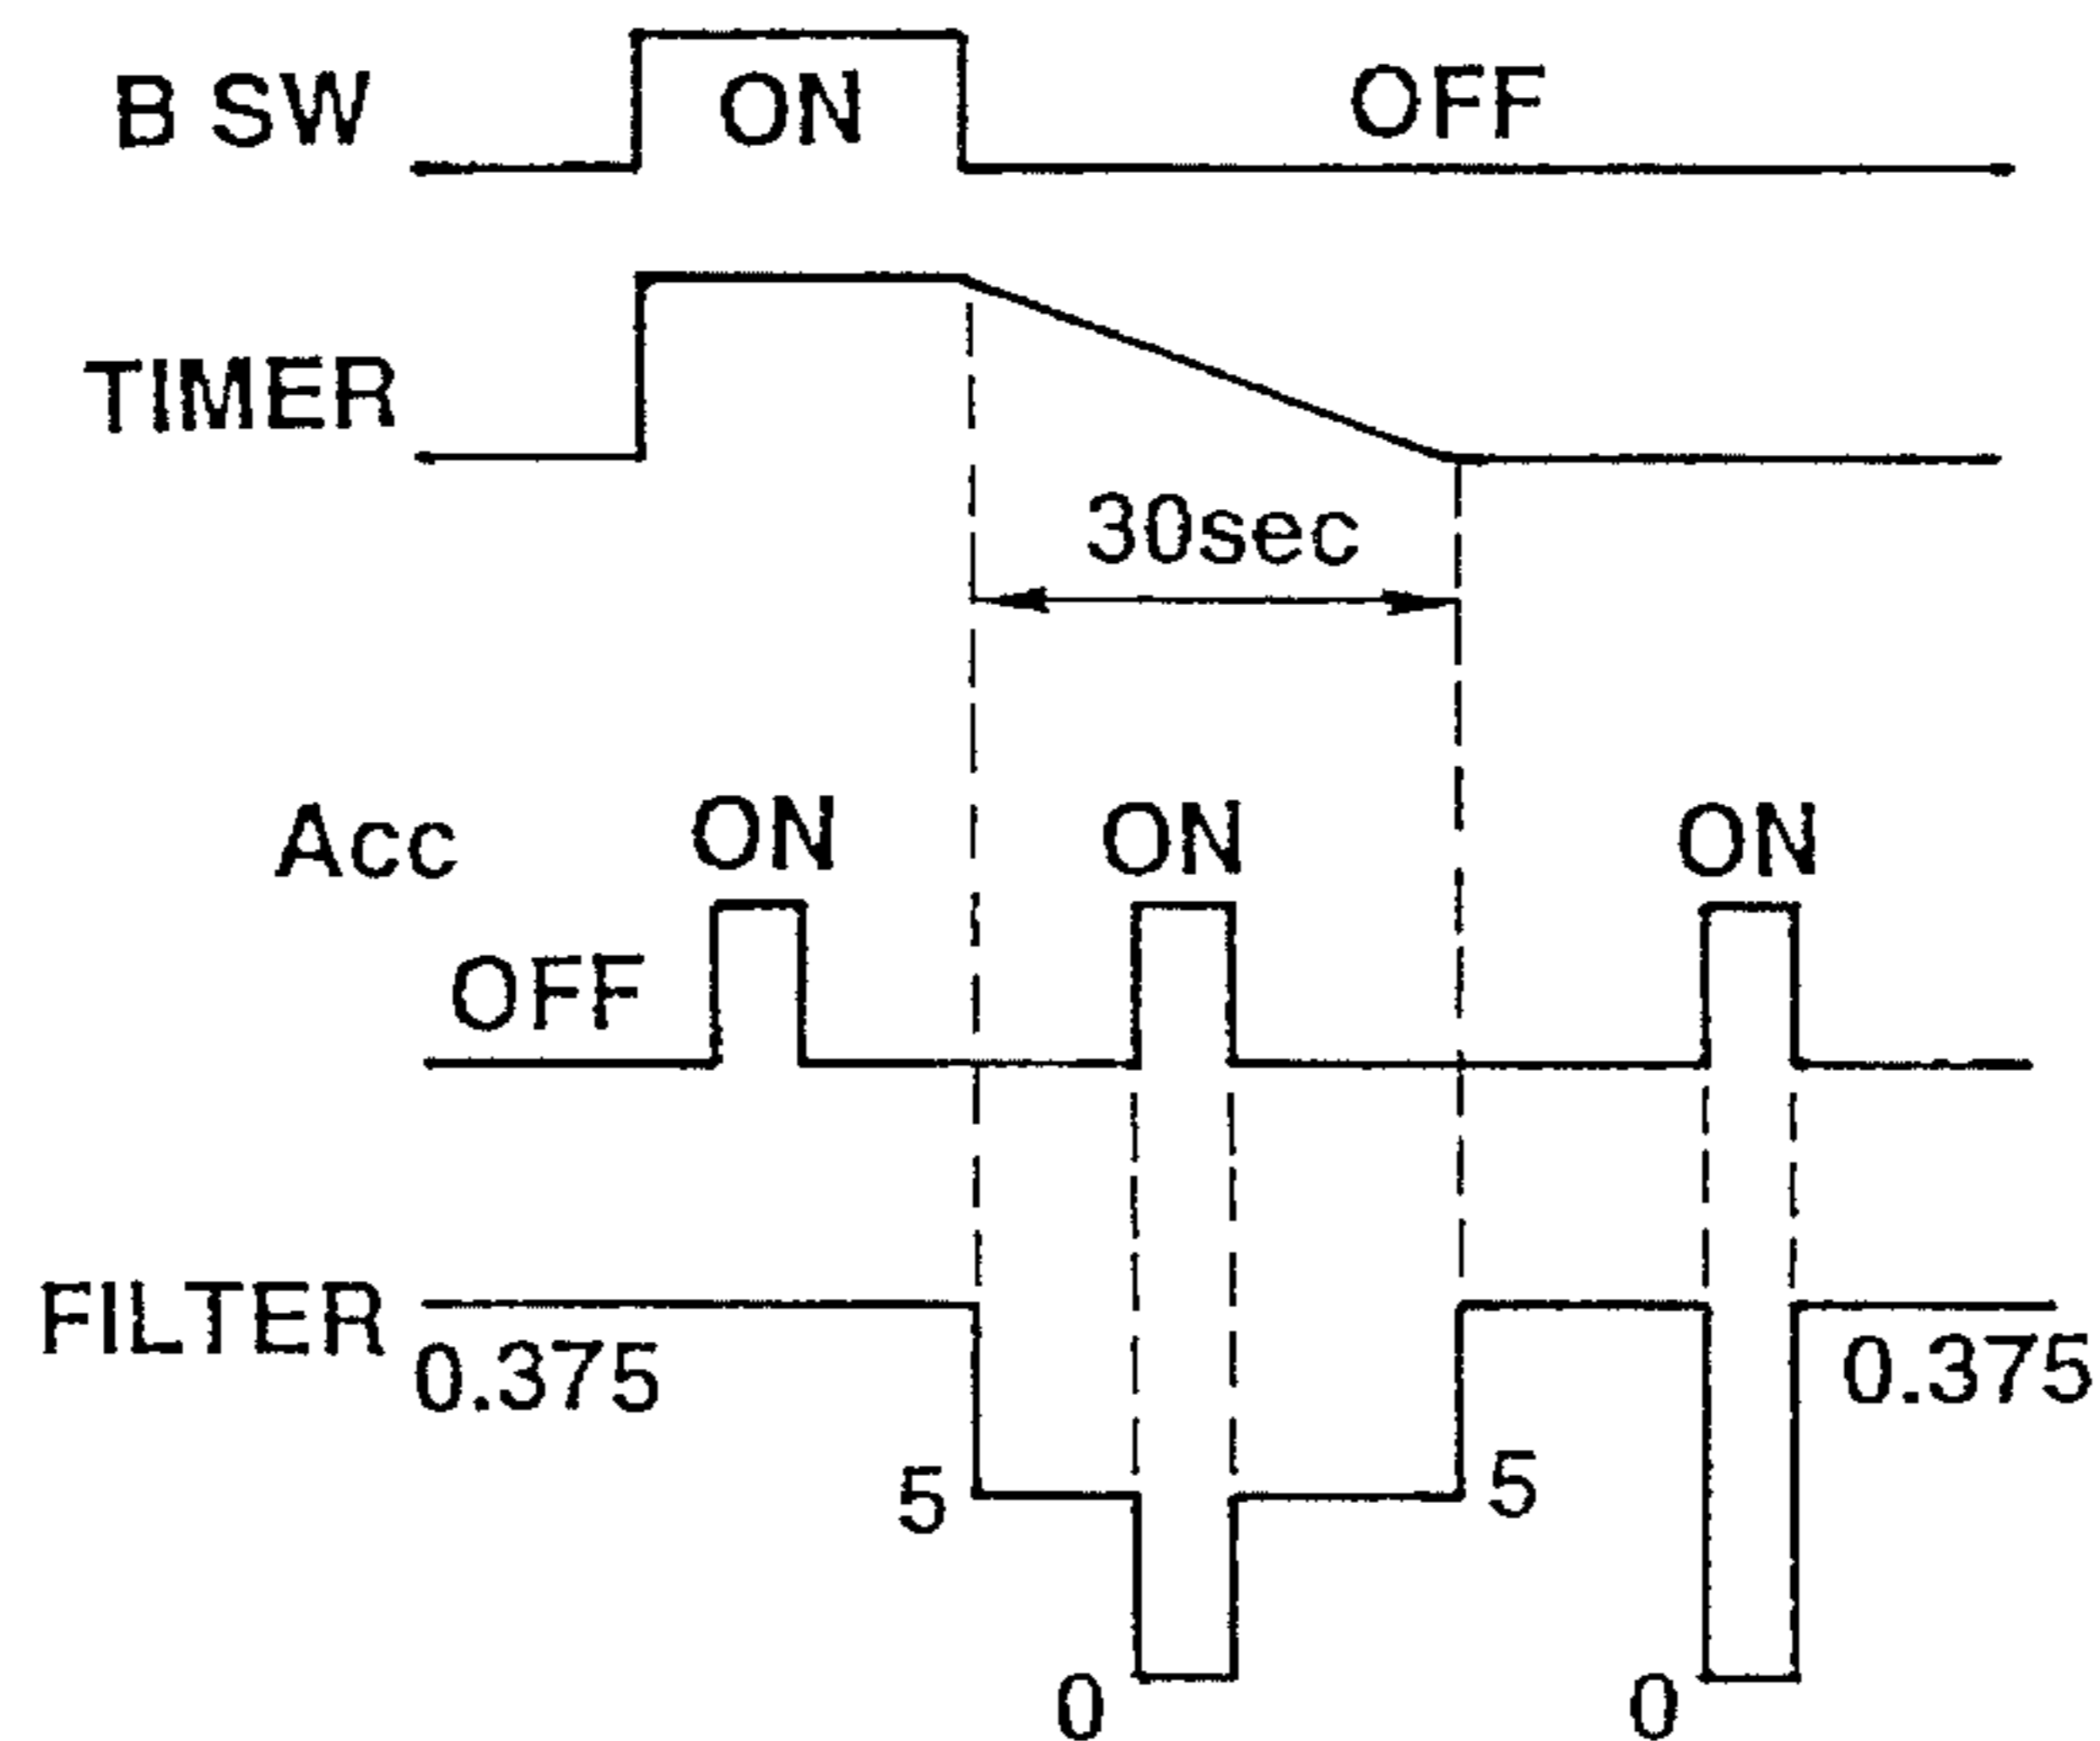 B SW ON OFF
TIMER
30sec
Acc ON ON ON
OFF
FILTER
0.375 0.375
5 5
0 0